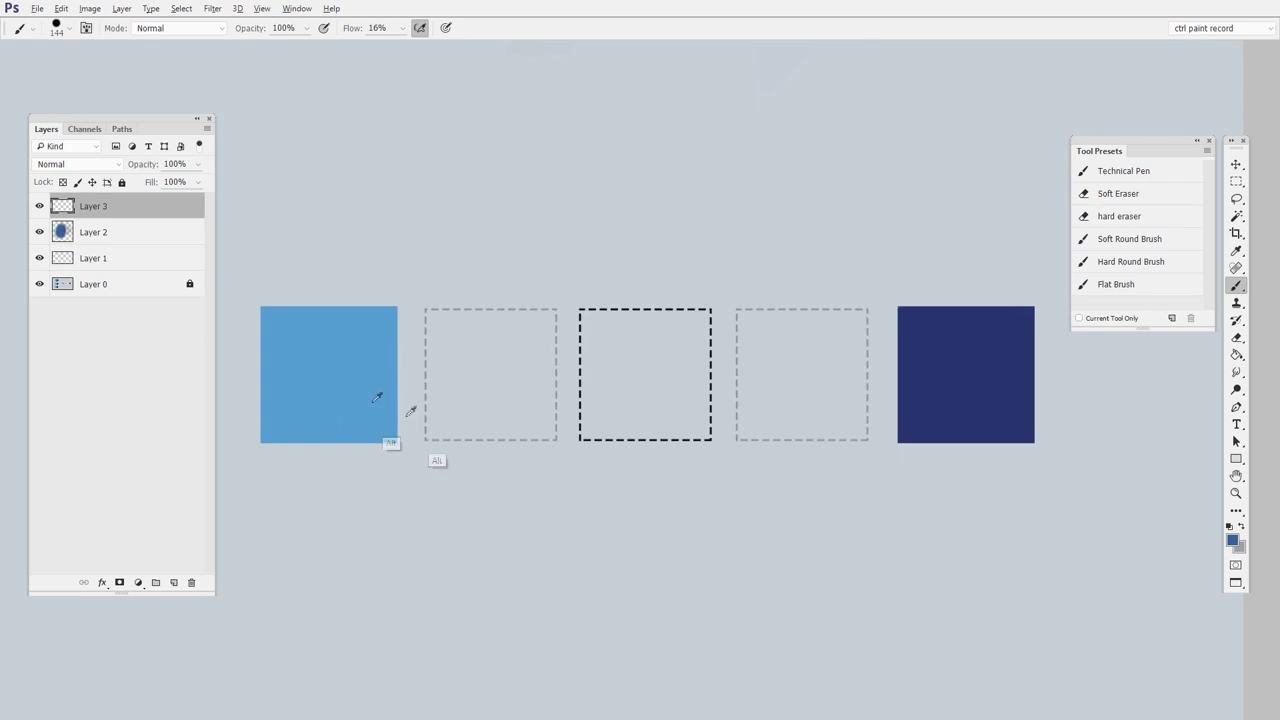 Ps File Edit Image Layer Type Select Filter 3D View Window Help
144 Mode: Normal Opacity: 100% Flow: 16% ctrl paint record
Layers Channels Paths
Kind
Normal Opacity: 100%
Lock: Fill: 100%
Layer 3
Layer 2
Layer 1
Layer 0
fx
Alt
Alt
Tool Presets
Technical Pen
Soft Eraser
hard eraser
Soft Round Brush
Hard Round Brush
Flat Brush
Current Tool Only